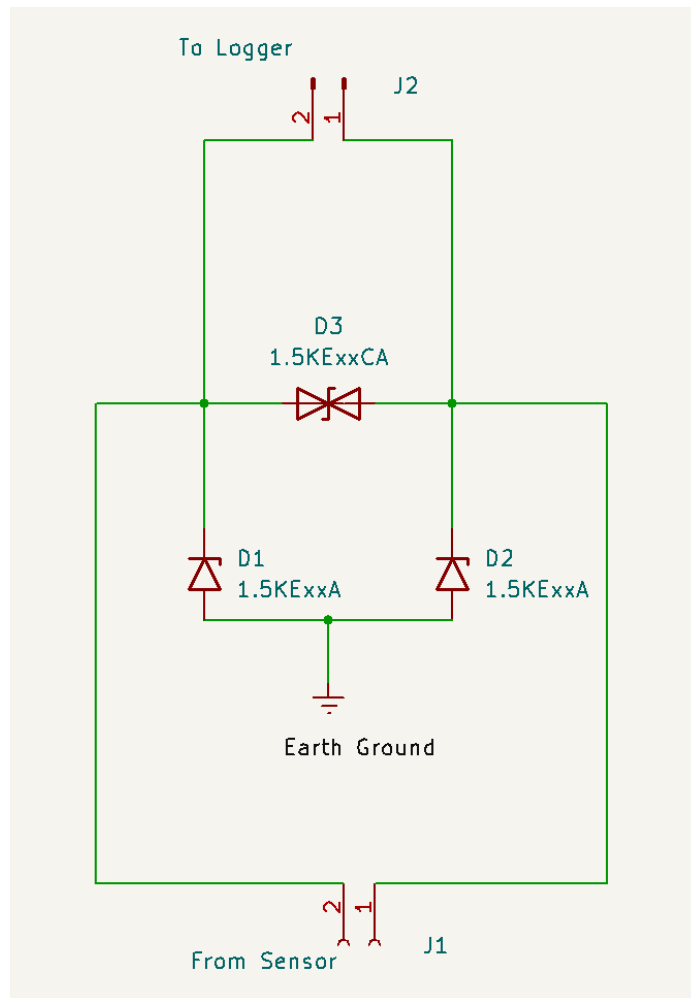 To Logger
J2
2 1
D3
1.5KExxCA
D1
1.5KExxA
D2
1.5KExxA
Earth Ground
2 1
J1
From Sensor